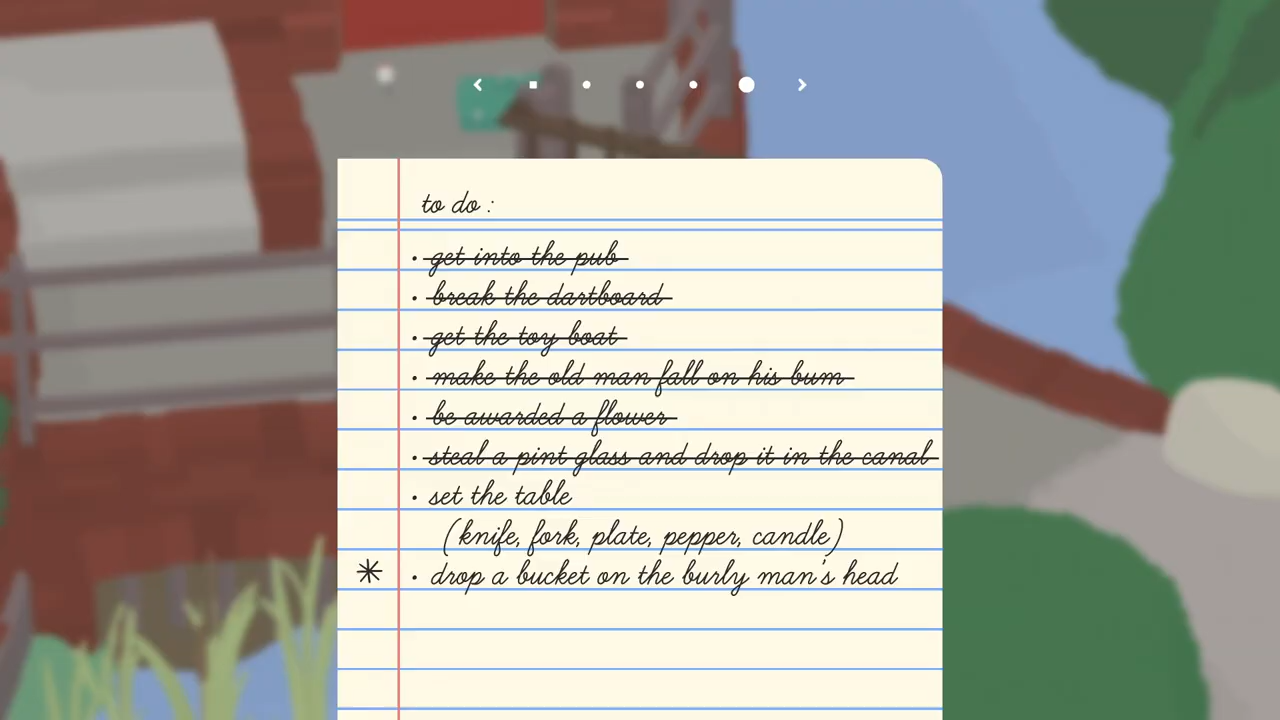 to do :
• get into the pub
• break the dartboard
• get the toy boat
• make the old man fall on his bum
• be awarded a flower
• steal a pint glass and drop it in the canal
• set the table
(knife, fork, plate, pepper, candle)
• drop a bucket on the burly man's head